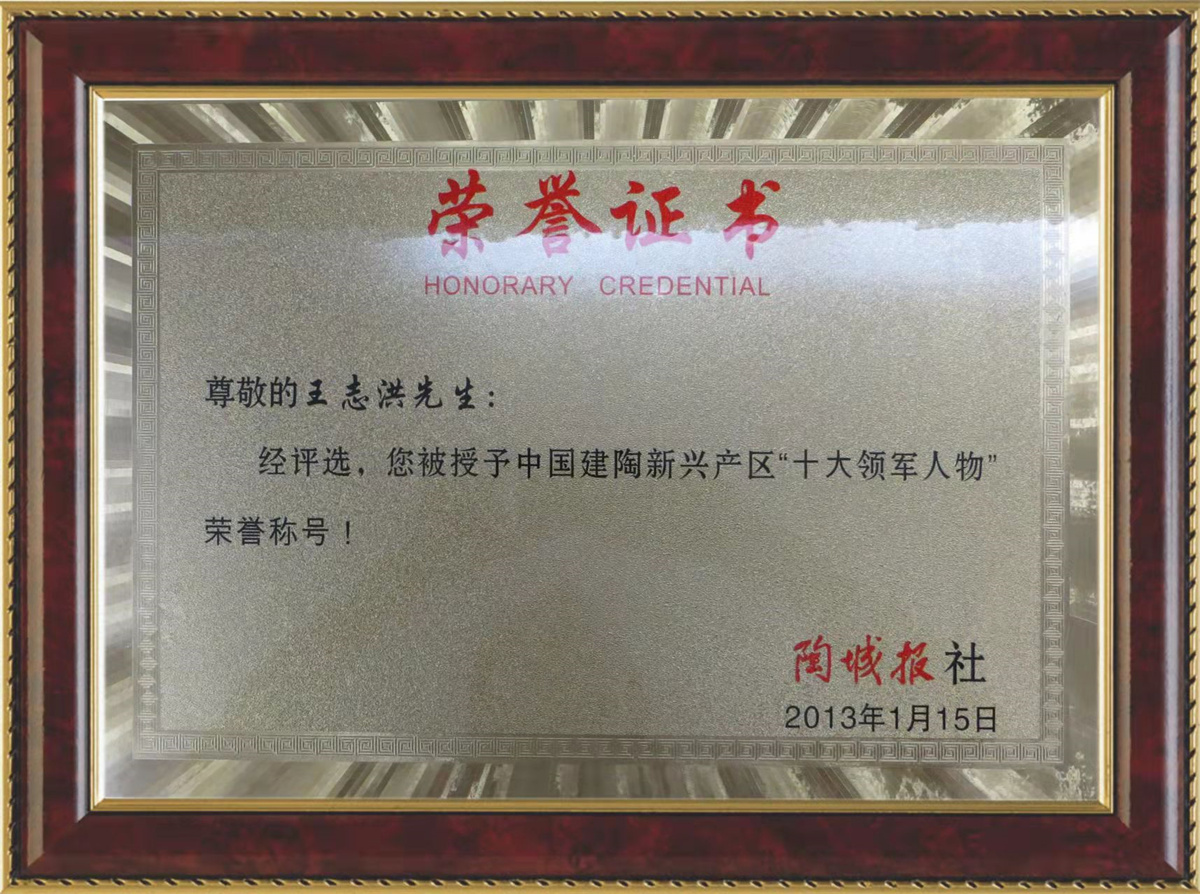 荣誉证书
HONORARY CREDENTIAL
尊敬的王志洪先生：
经评选，您被授予中国建陶新兴产区“十大领军人物”
荣誉称号！
陶城报社
2013年1月15日